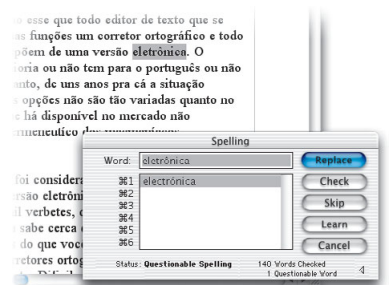 o esse que todo editor de texto que se
as funções um corretor ortográfico e todo
põem de uma versão eletrônica. O
oria ou não tem para o português ou não
anto, de uns anos pra cá a situação
opções não são tão variadas quanto no
e há disponível no mercado não
Spelling
Word: eletrônica
Replace
⌘1 electrónica
⌘2
⌘3
⌘4
⌘5
⌘6
Check
Skip
Learn
Cancel
Status: Questionable Spelling
140 Words Checked
1 Questionable Word
foi consider
rsão eletrôni
il verbetes, o
sabe cerca
do que voc
retores ortog